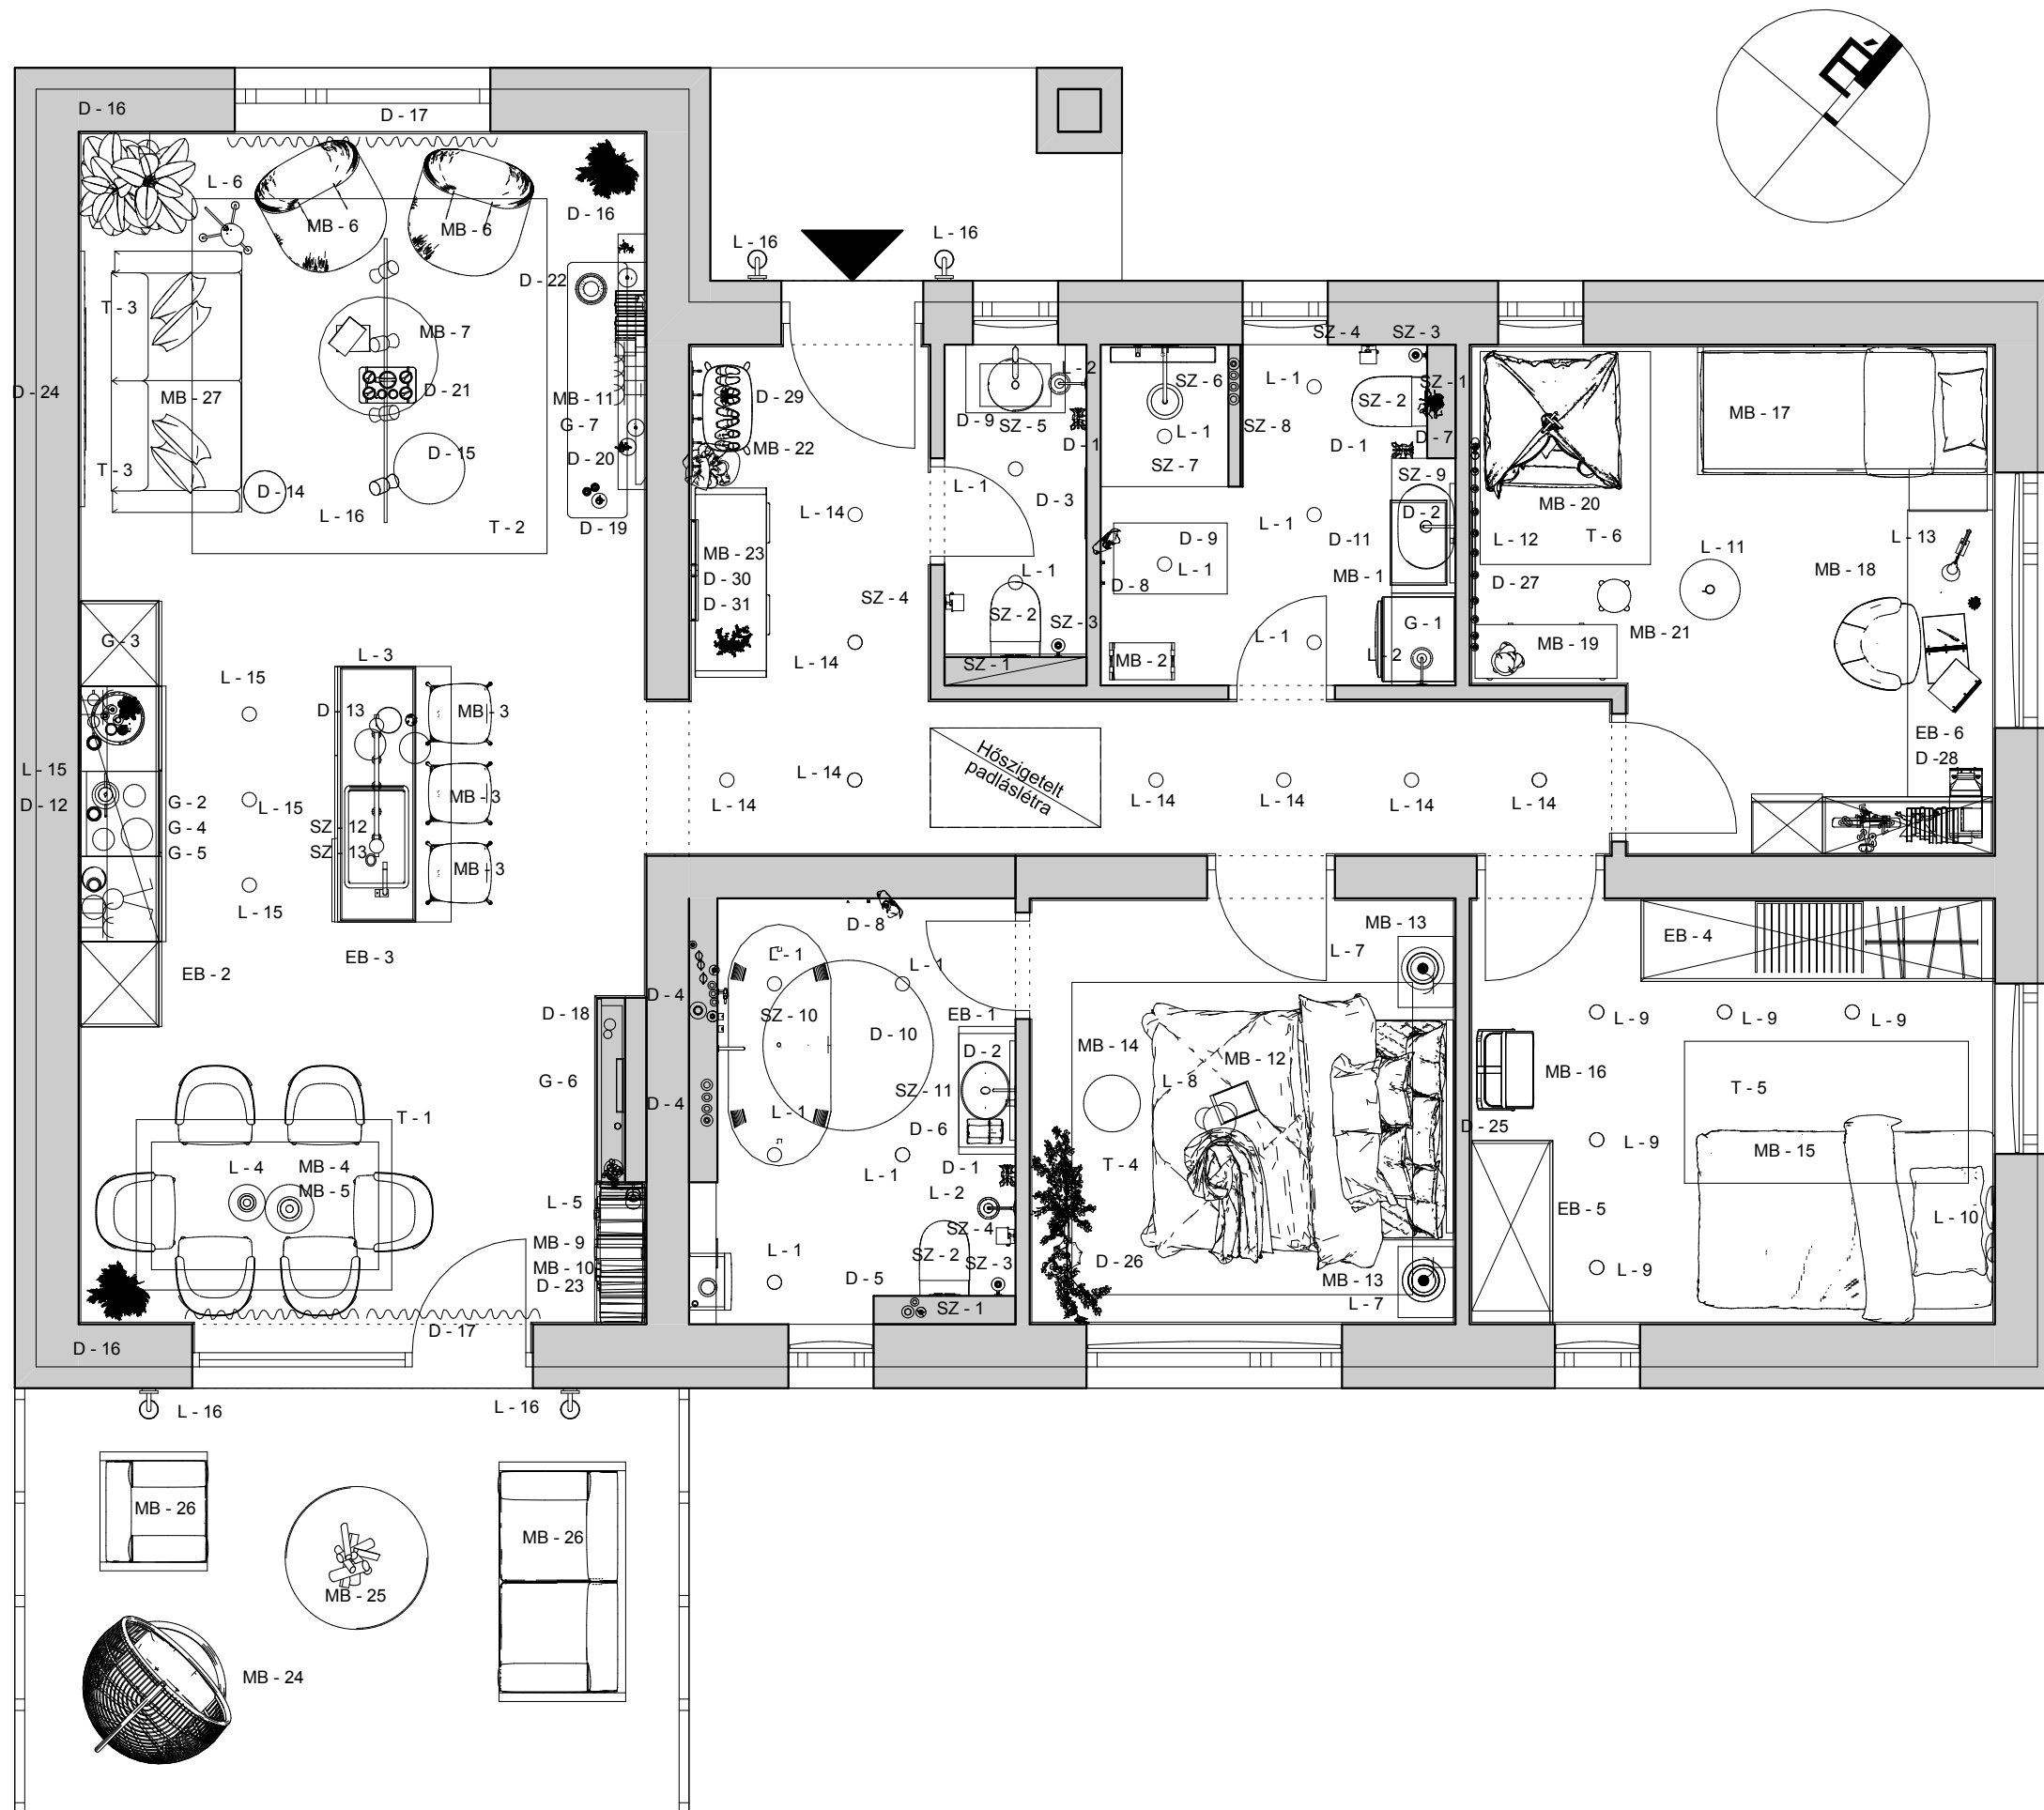 D - 16
D - 17
É
L - 6
MB - 6
MB - 6
D - 16
L - 16
L - 16
D - 22
T - 3
MB - 7
SZ - 4
SZ - 3
L - 2
D - 24
MB - 27
D - 21
MB - 11
D - 29
SZ - 6
L - 1
SZ - 1
SZ - 2
MB - 17
G - 7
D - 9
SZ - 5
D - 1
L - 1
SZ - 8
D - 1
D - 7
T - 3
D - 15
D - 20
MB - 22
SZ - 7
SZ - 9
D - 14
L - 1
D - 3
L - 16
T - 2
D - 19
L - 14
L - 1
D - 2
MB - 20
D - 9
D -11
L - 12
T - 6
L - 11
L - 13
MB - 23
D - 30
D - 31
L - 1
L - 1
MB - 1
D - 8
D - 27
MB - 18
SZ - 4
SZ - 2
SZ - 3
G - 1
G - 3
L - 3
L - 14
SZ - 1
MB - 2
L - 1
L - 2
MB - 19
MB - 21
L - 15
D - 13
MB - 3
EB - 6
D -28
L - 15
D - 12
G - 2
G - 4
G - 5
L - 15
MB - 3
L - 14
L - 14
Hőszigetelt
padláslétra
L - 14
L - 14
L - 14
L - 14
SZ - 12
SZ - 13
MB - 3
L - 15
EB - 3
EB - 2
D - 8
MB - 13
L - 7
EB - 4
L - 1
L - 1
D - 4
D - 18
SZ - 10
EB - 1
D - 10
L - 9
L - 9
L - 9
D - 2
MB - 14
MB - 12
G - 6
SZ - 11
L - 8
MB - 16
T - 5
D - 4
L - 1
T - 1
D - 6
D - 25
L - 9
MB - 15
L - 4
MB - 4
MB - 5
L - 1
D - 1
T - 4
L - 5
L - 2
EB - 5
L - 10
MB - 9
MB - 10
D - 23
L - 1
SZ - 4
SZ - 2
SZ - 3
D - 5
D - 26
MB - 13
L - 9
SZ - 1
L - 7
D - 17
D - 16
L - 16
L - 16
MB - 26
MB - 26
MB - 25
MB - 24